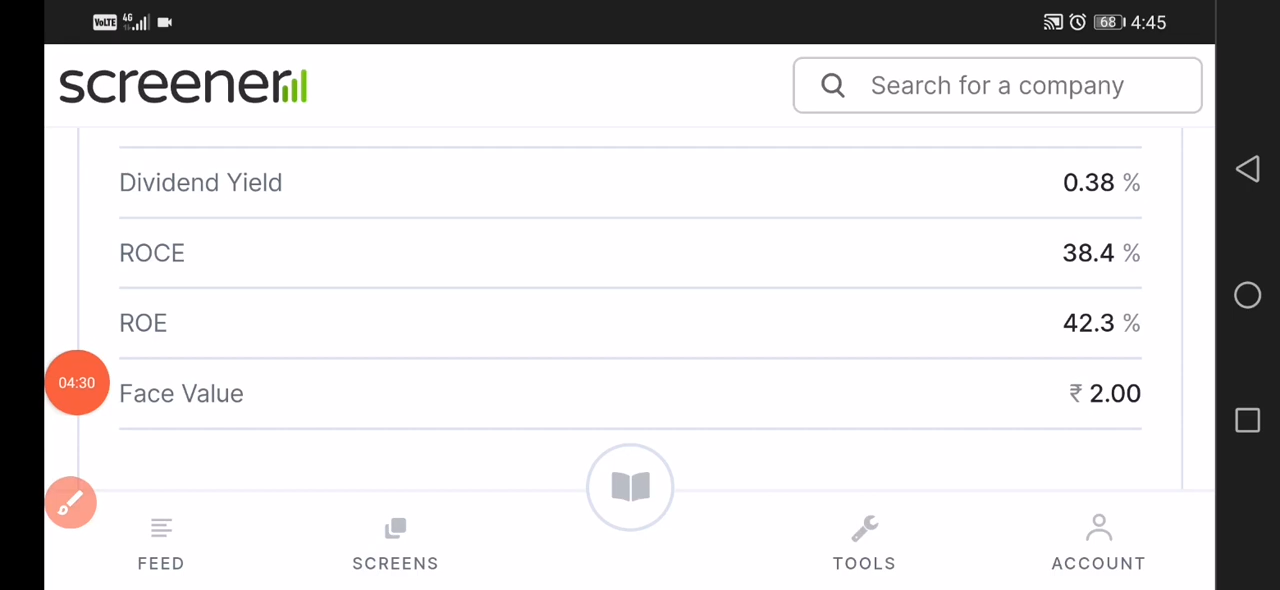 VoLTE 4G 68 4:45
screener Search for a company
Dividend Yield 0.38 %
ROCE 38.4 %
ROE 42.3 %
04:30
Face Value ₹ 2.00
FEED SCREENS TOOLS ACCOUNT